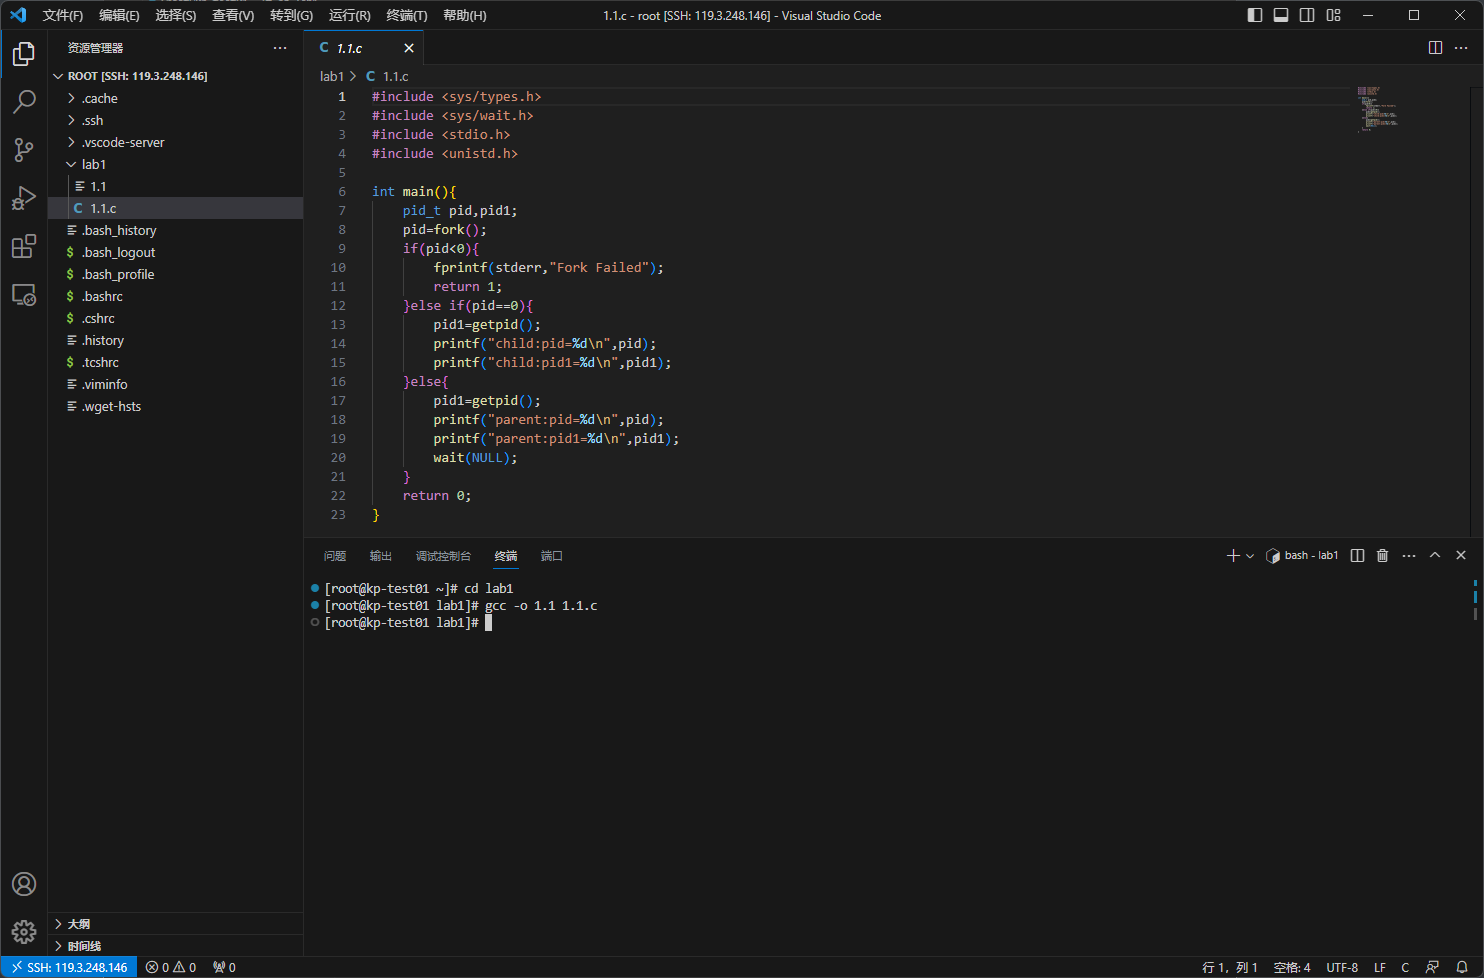 文件(F) 编辑(E) 选择(S) 查看(V) 转到(G) 运行(R) 终端(T) 帮助(H) 1.1.c - root [SSH: 119.3.248.146] - Visual Studio Code
资源管理器
ROOT [SSH: 119.3.248.146]
.cache
.ssh
.vscode-server
lab1
1.1
C 1.1.c
.bash_history
$ .bash_logout
$ .bash_profile
$ .bashrc
$ .cshrc
.history
$ .tcshrc
.viminfo
.wget-hsts
大纲
时间线
C 1.1.c
lab1 > C 1.1.c
1 #include <sys/types.h>
2 #include <sys/wait.h>
3 #include <stdio.h>
4 #include <unistd.h>
5
6 int main(){
7 pid_t pid,pid1;
8 pid=fork();
9 if(pid<0){
10 fprintf(stderr,"Fork Failed");
11 return 1;
12 }else if(pid==0){
13 pid1=getpid();
14 printf("child:pid=%d\n",pid);
15 printf("child:pid1=%d\n",pid1);
16 }else{
17 pid1=getpid();
18 printf("parent:pid=%d\n",pid);
19 printf("parent:pid1=%d\n",pid1);
20 wait(NULL);
21 }
22 return 0;
23 }
问题 输出 调试控制台 终端 端口 bash - lab1
[root@kp-test01 ~]# cd lab1
[root@kp-test01 lab1]# gcc -o 1.1 1.1.c
[root@kp-test01 lab1]#
SSH: 119.3.248.146 0 0 0 行 1，列 1 空格: 4 UTF-8 LF C